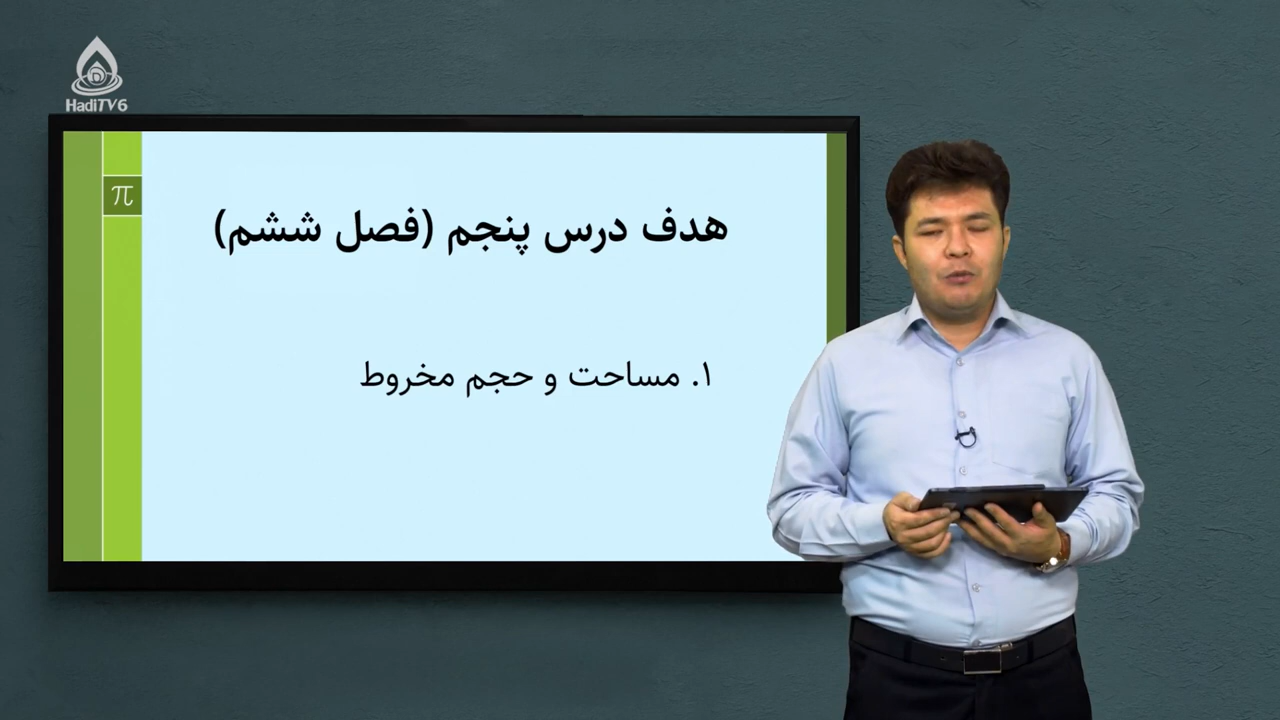 HadiTV6
π
هدف درس پنجم (فصل ششم)
۱. مساحت و حجم مخروط